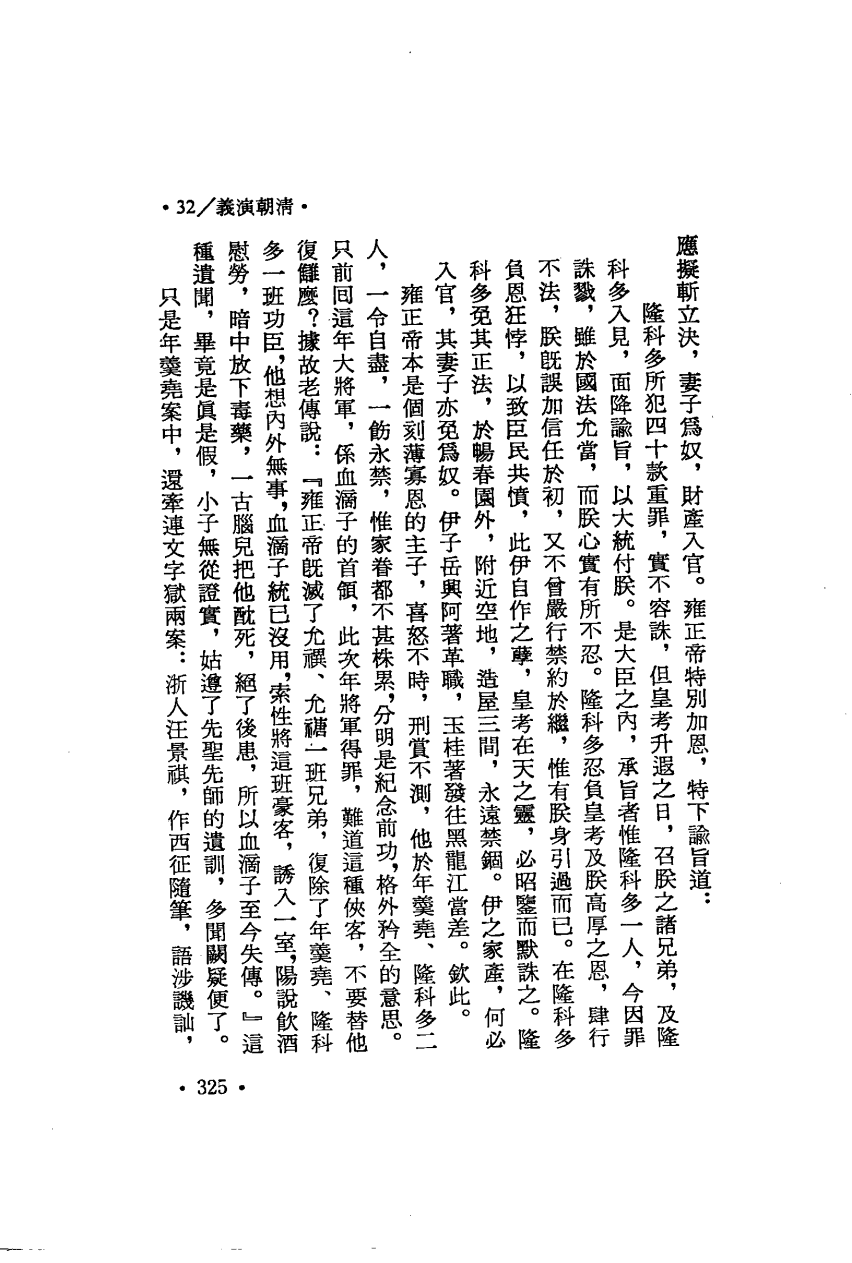 •32／義演朝清•
應擬斬立決，妻子爲奴，財產入官。雍正帝特別加恩，特下諭旨道：
隆科多所犯四十款重罪，實不容誅，但皇考升遐之日，召朕之諸兄弟，及隆
科多入見，面降諭旨，以大統付朕。是大臣之內，承旨者惟隆科多一人，今因罪
誅戮，雖於國法允當，而朕心實有所不忍。隆科多忍負皇考及朕高厚之恩，肆行
不法，朕旣誤加信任於初，又不曾嚴行禁約於繼，惟有朕身引過而已。在隆科多
負恩狂悖，以致臣民共憤，此伊自作之孽，皇考在天之靈，必昭鑒而默誅之。隆
科多免其正法，於暢春園外，附近空地，造屋三間，永遠禁錮。伊之家產，何必
入官，其妻子亦免爲奴。伊子岳興阿著革職，玉桂著發往黑龍江當差。欽此。
雍正帝本是個刻薄寡恩的主子，喜怒不時，刑賞不測，他於年羹堯、隆科多二
人，一令自盡，一飭永禁，惟家眷都不甚株累，分明是紀念前功，格外矜全的意思。
只前回這年大將軍，係血滴子的首領，此次年將軍得罪，難道這種俠客，不要替他
復讎麼？據故老傳說：『雍正帝旣滅了允禩、允禟一班兄弟，復除了年羹堯、隆科
多一班功臣，他想內外無事，血滴子統已沒用，索性將這班豪客，誘入一室，陽說飲酒
慰勞，暗中放下毒藥，一古腦兒把他酖死，絕了後患，所以血滴子至今失傳。』這
種遺聞，畢竟是眞是假，小子無從證實，姑遵了先聖先師的遺訓，多聞闕疑便了。
只是年羹堯案中，還牽連文字獄兩案：浙人汪景祺，作西征隨筆，語涉譏訕，
•325•